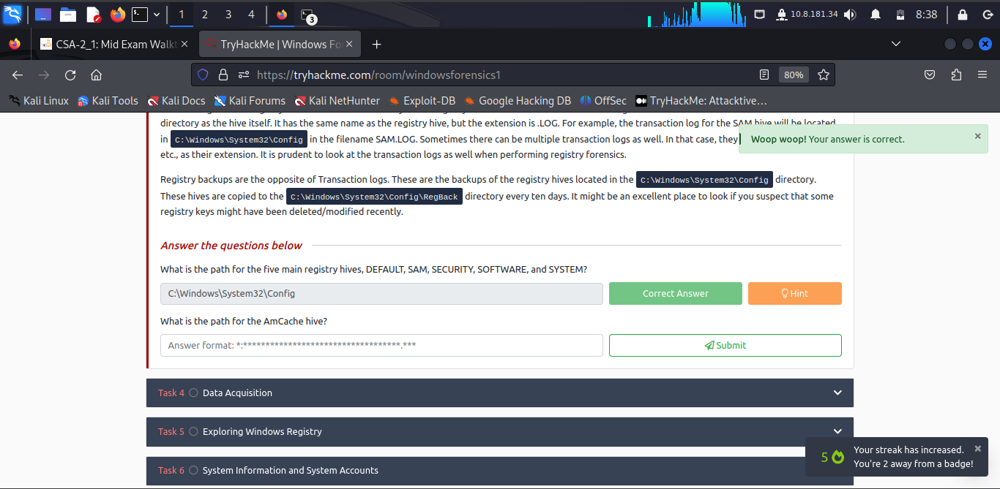 1 2 3 4 3 10.8.181.34 8:38
CSA-2_1: Mid Exam Walkt TryHackMe | Windows Fo
https://tryhackme.com/room/windowsforensics1 80%
Kali Linux Kali Tools Kali Docs Kali Forums Kali NetHunter Exploit-DB Google Hacking DB OffSec TryHackMe: Attacktive…
directory as the hive itself. It has the same name as the registry hive, but the extension is .LOG. For example, the transaction log for the SAM hive will be located
in C:\Windows\System32\Config in the filename SAM.LOG. Sometimes there can be multiple transaction logs as well. In that case, they
Woop woop! Your answer is correct.
etc., as their extension. It is prudent to look at the transaction logs as well when performing registry forensics.
Registry backups are the opposite of Transaction logs. These are the backups of the registry hives located in the C:\Windows\System32\Config directory.
These hives are copied to the C:\Windows\System32\Config\RegBack directory every ten days. It might be an excellent place to look if you suspect that some
registry keys might have been deleted/modified recently.
Answer the questions below
What is the path for the five main registry hives, DEFAULT, SAM, SECURITY, SOFTWARE, and SYSTEM?
C:\Windows\System32\Config Correct Answer Hint
What is the path for the AmCache hive?
Answer format: *:***********************************.*** Submit
Task 4 Data Acquisition
Task 5 Exploring Windows Registry
Task 6 System Information and System Accounts
5 Your streak has increased.
You're 2 away from a badge!